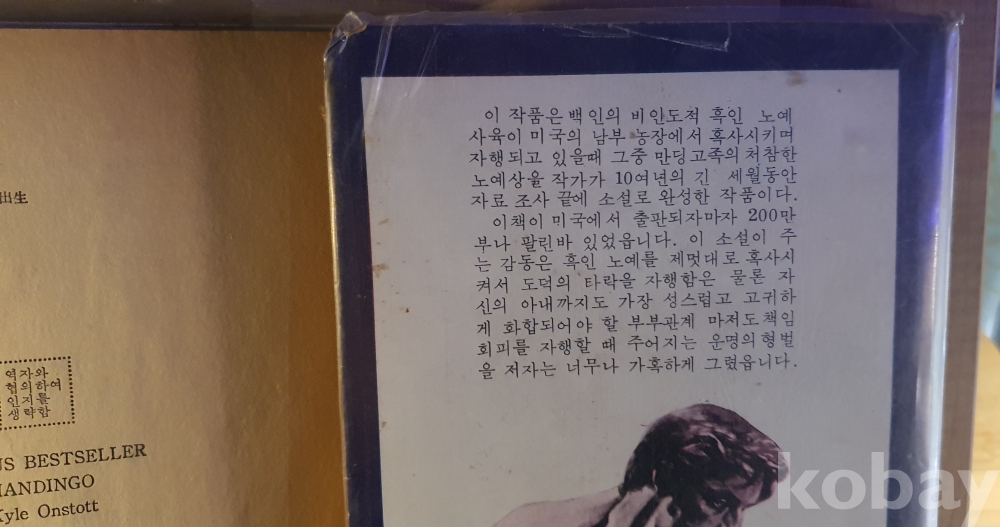 出生
역자와
협의하여
인지를
생략함
US BESTSELLER
MANDINGO
Kyle Onstott
이 작품은 백인의 비인도적 흑인 노예
사육이 미국의 남부 농장에서 혹사시키며
자행되고 있을때 그중 만딩고족의 처참한
노예상을 작가가 10여년의 긴 세월동안
자료 조사 끝에 소설로 완성한 작품이다.
이책이 미국에서 출판되자마자 200만
부나 팔린바 있었읍니다. 이 소설이 주
는 감동은 흑인 노예를 제멋대로 혹사시
켜서 도덕의 타락을 자행함은 물론 자
신의 아내까지도 가장 성스럽고 고귀하
게 화합되어야 할 부부관계 마저도책임
회피를 자행할 때 주어지는 운명의형벌
을 저자는 너무나 가혹하게 그렸읍니다.
kobay